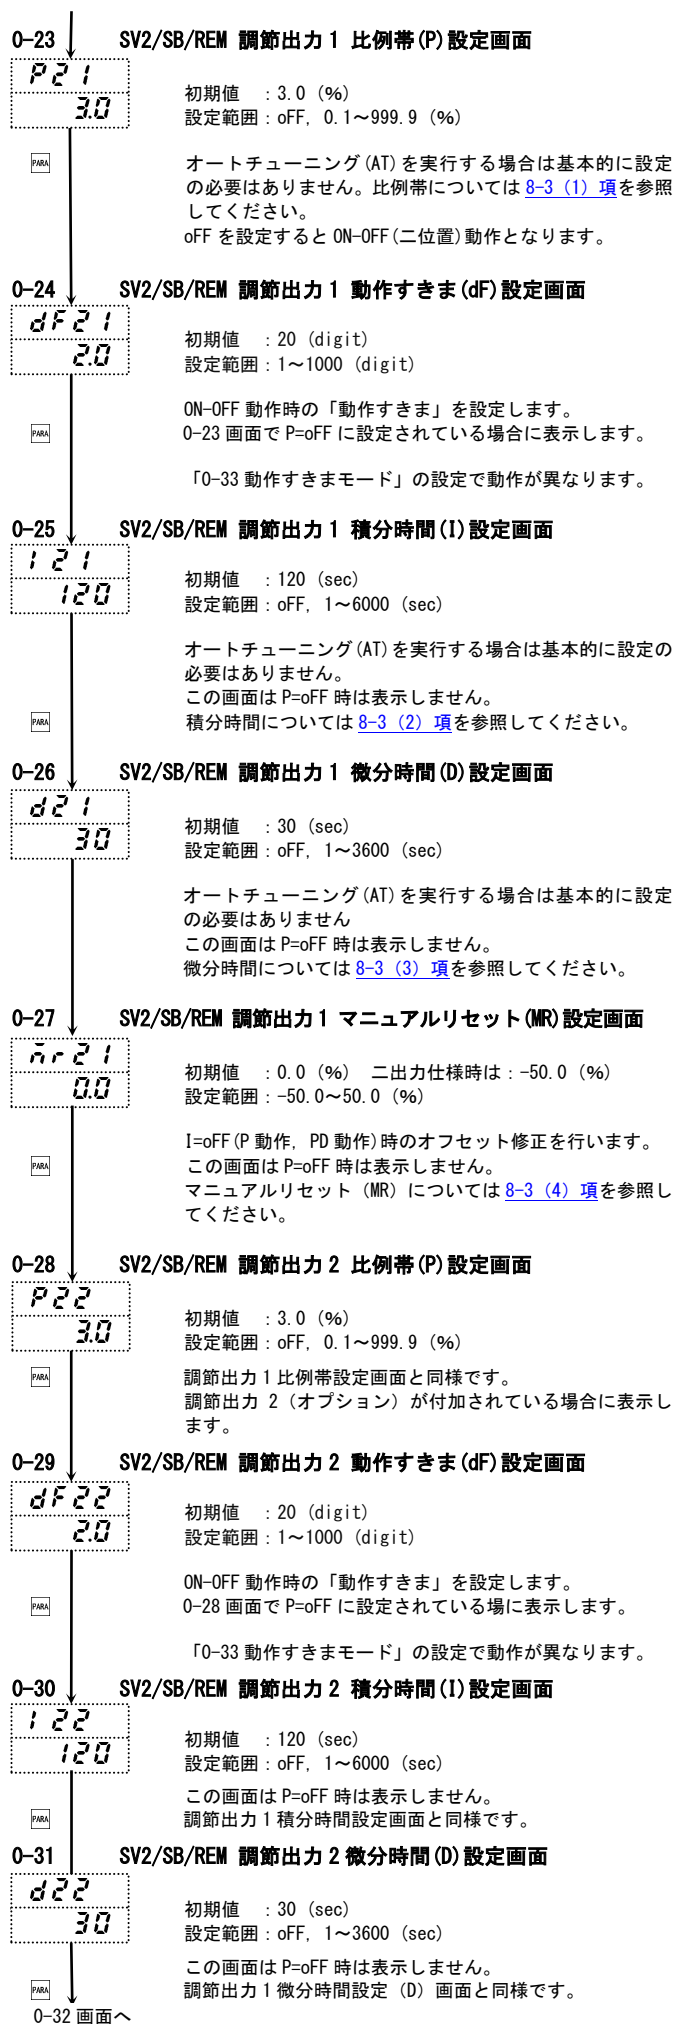 0-23 SV2/SB/REM 調節出力1 比例帯(P)設定画面
P21
3.0
初期値 :3.0 (%)
設定範囲:oFF, 0.1～999.9 (%)
PARA
オートチューニング(AT)を実行する場合は基本的に設定
の必要はありません。比例帯については 8-3 (1) 項を参照
してください。
oFF を設定すると ON-OFF(二位置)動作となります。
0-24 SV2/SB/REM 調節出力1 動作すきま(dF)設定画面
dF21
2.0
初期値 :20 (digit)
設定範囲:1～1000 (digit)
ON-OFF 動作時の「動作すきま」を設定します。
PARA
0-23 画面で P=oFF に設定されている場合に表示します。
「0-33 動作すきまモード」の設定で動作が異なります。
0-25 SV2/SB/REM 調節出力1 積分時間(I)設定画面
I 21
120
初期値 :120 (sec)
設定範囲:oFF, 1～6000 (sec)
オートチューニング(AT)を実行する場合は基本的に設定の
必要はありません。
この画面は P=oFF 時は表示しません。
PARA
積分時間については 8-3 (2) 項を参照してください。
0-26 SV2/SB/REM 調節出力1 微分時間(D)設定画面
d21
30
初期値 :30 (sec)
設定範囲:oFF, 1～3600 (sec)
オートチューニング(AT)を実行する場合は基本的に設定
の必要はありません
この画面は P=oFF 時は表示しません。
微分時間については 8-3 (3) 項を参照してください。
0-27 SV2/SB/REM 調節出力1 マニュアルリセット(MR)設定画面
mr21
0.0
初期値 :0.0 (%) 二出力仕様時は:-50.0 (%)
設定範囲:-50.0～50.0 (%)
I=oFF(P 動作, PD 動作)時のオフセット修正を行います。
PARA
この画面は P=oFF 時は表示しません。
マニュアルリセット (MR) については 8-3 (4) 項を参照し
てください。
0-28 SV2/SB/REM 調節出力2 比例帯(P)設定画面
P22
3.0
初期値 :3.0 (%)
設定範囲:oFF, 0.1～999.9 (%)
PARA
調節出力1比例帯設定画面と同様です。
調節出力 2 (オプション) が付加されている場合に表示し
ます。
0-29 SV2/SB/REM 調節出力2 動作すきま(dF)設定画面
dF22
2.0
初期値 :20 (digit)
設定範囲:1～1000 (digit)
ON-OFF 動作時の「動作すきま」を設定します。
PARA
0-28 画面で P=oFF に設定されている場に表示します。
「0-33 動作すきまモード」の設定で動作が異なります。
0-30 SV2/SB/REM 調節出力2 積分時間(I)設定画面
I 22
120
初期値 :120 (sec)
設定範囲:oFF, 1～6000 (sec)
この画面は P=oFF 時は表示しません。
PARA
調節出力1積分時間設定画面と同様です。
0-31 SV2/SB/REM 調節出力2微分時間(D)設定画面
d22
30
初期値 :30 (sec)
設定範囲:oFF, 1～3600 (sec)
この画面は P=oFF 時は表示しません。
PARA
調節出力1微分時間設定 (D) 画面と同様です。
0-32 画面へ